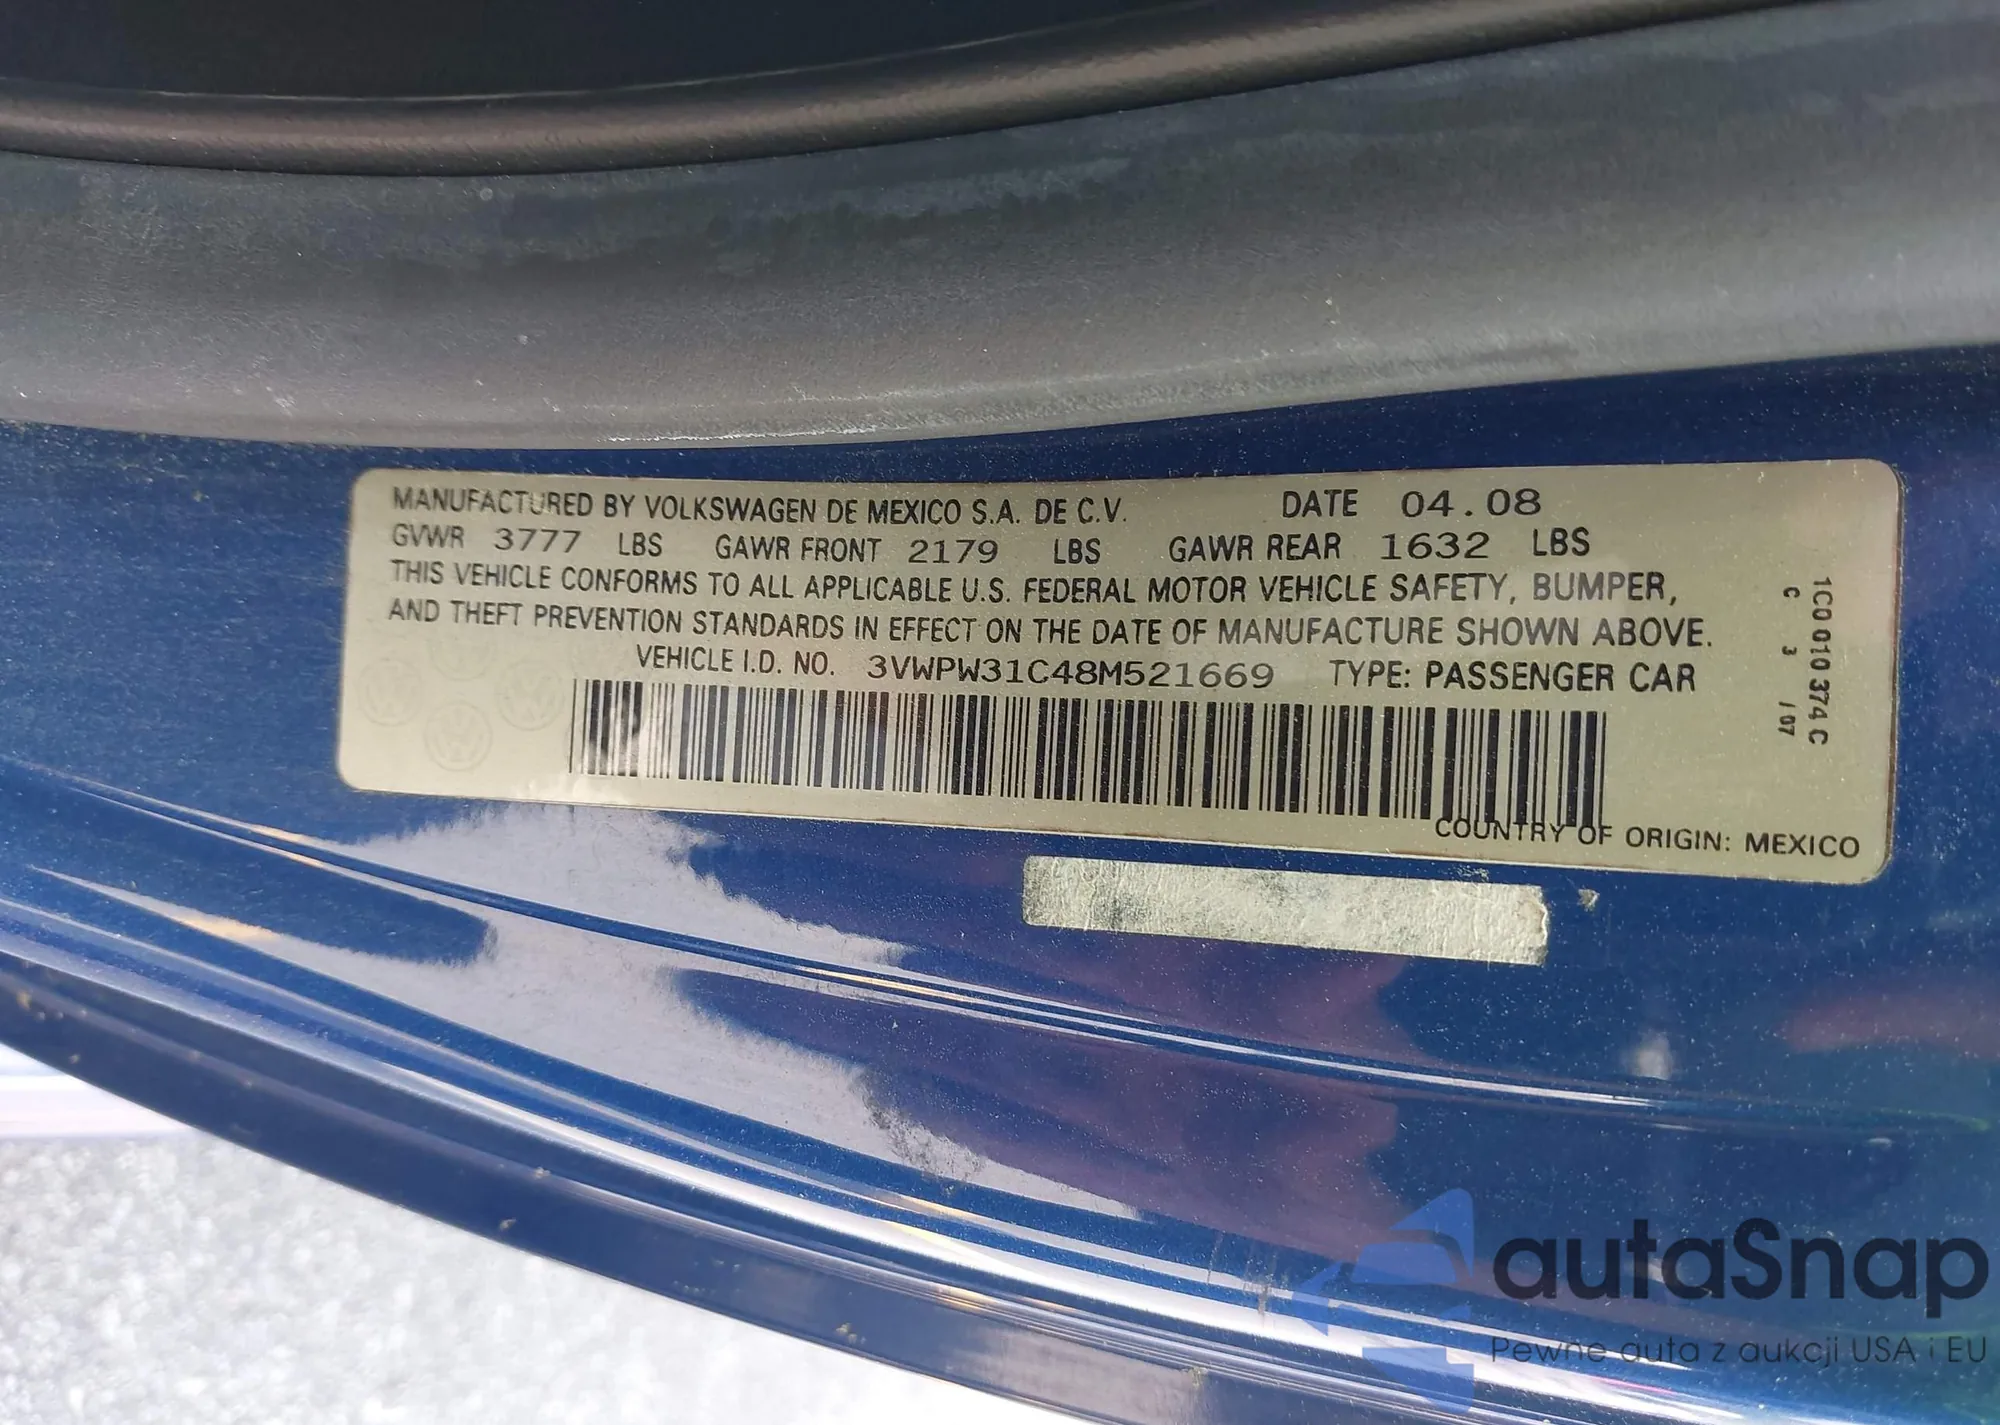 MANUFACTURED BY VOLKSWAGEN DE MEXICO S.A. DE C.V. DATE 04.08
GVWR 3777 LBS GAWR FRONT 2179 LBS GAWR REAR 1632 LBS
THIS VEHICLE CONFORMS TO ALL APPLICABLE U.S. FEDERAL MOTOR VEHICLE SAFETY, BUMPER,
AND THEFT PREVENTION STANDARDS IN EFFECT ON THE DATE OF MANUFACTURE SHOWN ABOVE.
VEHICLE I.D. NO. 3VWPW31C48M521669 TYPE: PASSENGER CAR
COUNTRY OF ORIGIN: MEXICO
1C0 010 374 C
C 3 / 07
autaSnap
Pewne auta z aukcji USA i EU